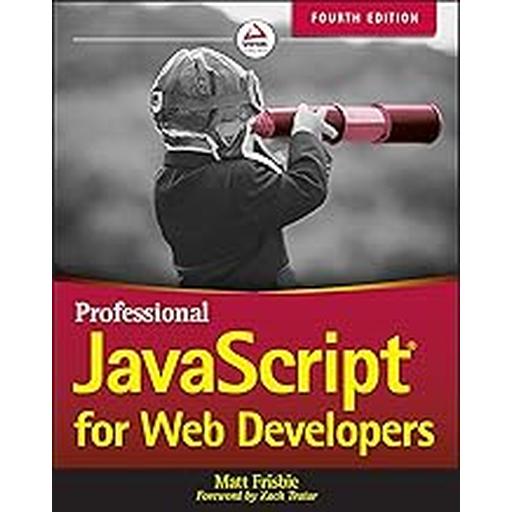 FOURTH EDITION
Professional
JavaScript®
for Web Developers
Matt Frisbie
Foreword by Zach Tratar